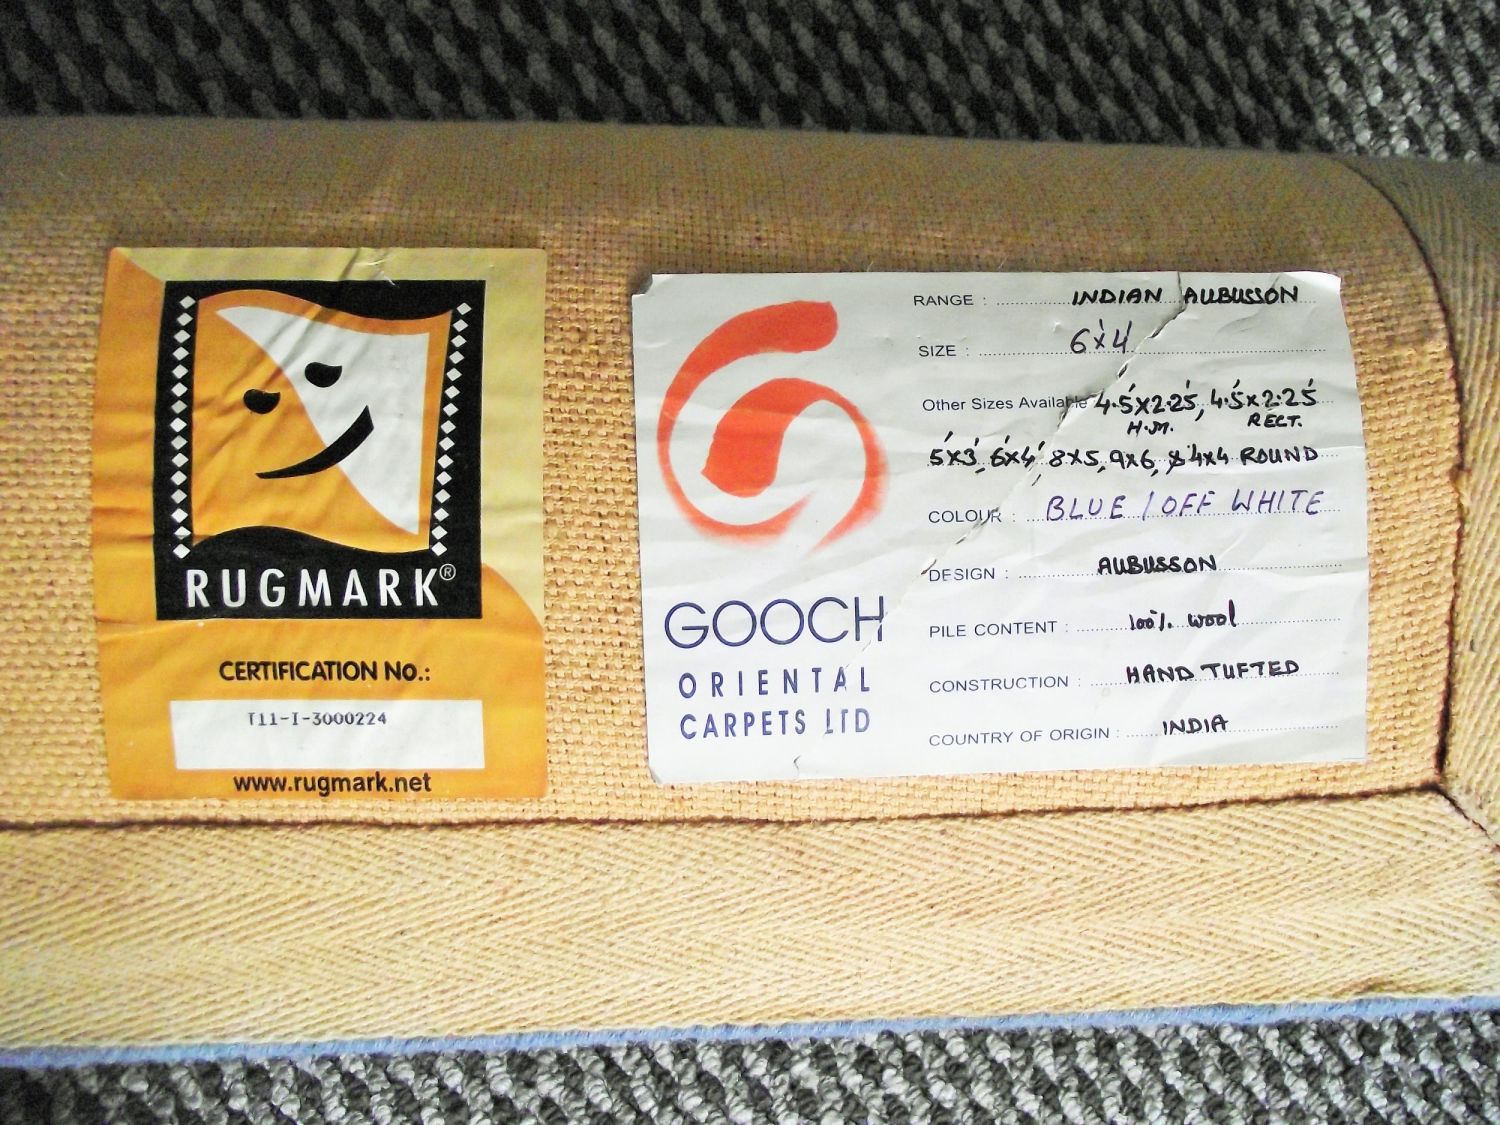 RUGMARK®
CERTIFICATION No.:
T11-I-3000224
www.rugmark.net
GOOCH
ORIENTAL
CARPETS LTD
RANGE : INDIAN AUBUSSON
SIZE : 6'x4'
Other Sizes Available 4.5'x2.25', 4.5'x2.25'
H.M. RECT.
5'x3', 6'x4', 8x5, 9x6, 4x4 ROUND
COLOUR : BLUE / OFF WHITE
DESIGN : AUBUSSON
PILE CONTENT : 100% wool
CONSTRUCTION : HAND TUFTED
COUNTRY OF ORIGIN : INDIA